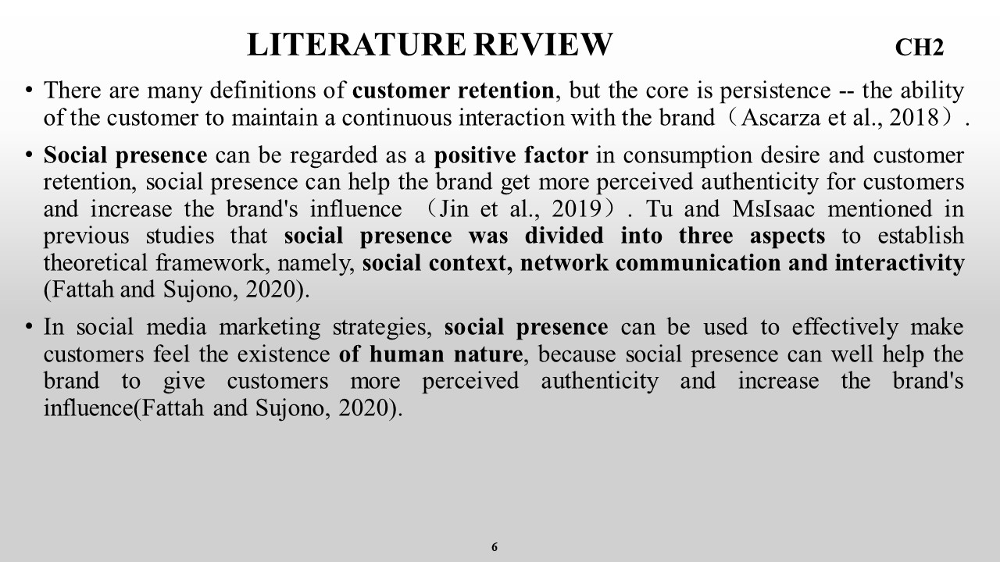 LITERATURE REVIEW CH2
• There are many definitions of customer retention, but the core is persistence -- the ability
of the customer to maintain a continuous interaction with the brand（Ascarza et al., 2018）.
• Social presence can be regarded as a positive factor in consumption desire and customer
retention, social presence can help the brand get more perceived authenticity for customers
and increase the brand's influence （Jin et al., 2019）. Tu and MsIsaac mentioned in
previous studies that social presence was divided into three aspects to establish
theoretical framework, namely, social context, network communication and interactivity
(Fattah and Sujono, 2020).
• In social media marketing strategies, social presence can be used to effectively make
customers feel the existence of human nature, because social presence can well help the
brand to give customers more perceived authenticity and increase the brand's
influence(Fattah and Sujono, 2020).
6